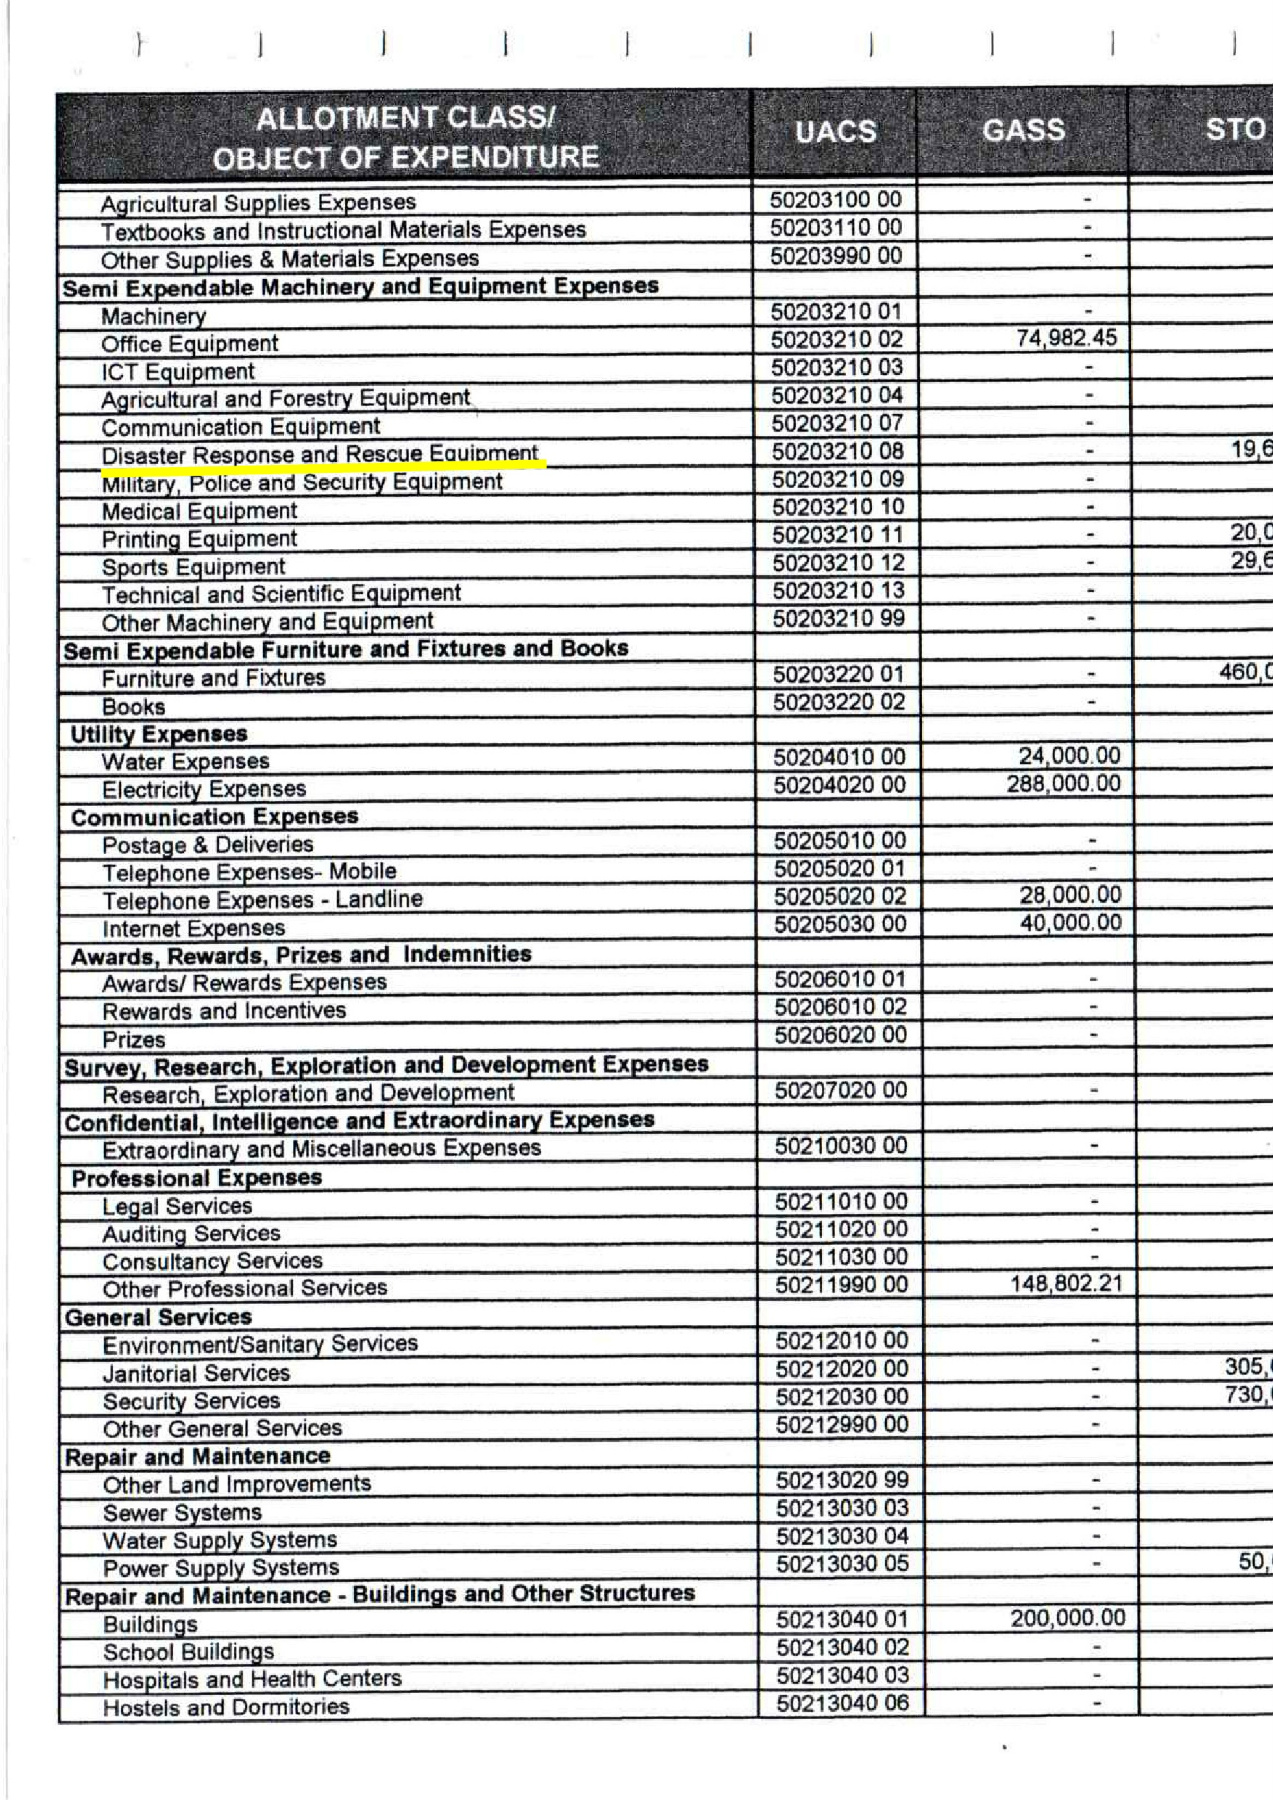 ALLOTMENT CLASS/
OBJECT OF EXPENDITURE UACS GASS STO
Agricultural Supplies Expenses 50203100 00 -
Textbooks and Instructional Materials Expenses 50203110 00 -
Other Supplies & Materials Expenses 50203990 00 -
Semi Expendable Machinery and Equipment Expenses
Machinery 50203210 01 -
Office Equipment 50203210 02 74,982.45
ICT Equipment 50203210 03 -
Agricultural and Forestry Equipment 50203210 04 -
Communication Equipment 50203210 07 -
Disaster Response and Rescue Equipment 50203210 08 - 19,6
Military, Police and Security Equipment 50203210 09 -
Medical Equipment 50203210 10 -
Printing Equipment 50203210 11 - 20,0
Sports Equipment 50203210 12 - 29,6
Technical and Scientific Equipment 50203210 13 -
Other Machinery and Equipment 50203210 99 -
Semi Expendable Furniture and Fixtures and Books
Furniture and Fixtures 50203220 01 - 460,0
Books 50203220 02 -
Utility Expenses
Water Expenses 50204010 00 24,000.00
Electricity Expenses 50204020 00 288,000.00
Communication Expenses
Postage & Deliveries 50205010 00 -
Telephone Expenses- Mobile 50205020 01 -
Telephone Expenses - Landline 50205020 02 28,000.00
Internet Expenses 50205030 00 40,000.00
Awards, Rewards, Prizes and Indemnities
Awards/ Rewards Expenses 50206010 01 -
Rewards and Incentives 50206010 02 -
Prizes 50206020 00 -
Survey, Research, Exploration and Development Expenses
Research, Exploration and Development 50207020 00 -
Confidential, Intelligence and Extraordinary Expenses
Extraordinary and Miscellaneous Expenses 50210030 00 -
Professional Expenses
Legal Services 50211010 00 -
Auditing Services 50211020 00 -
Consultancy Services 50211030 00 -
Other Professional Services 50211990 00 148,802.21
General Services
Environment/Sanitary Services 50212010 00 -
Janitorial Services 50212020 00 - 305,
Security Services 50212030 00 - 730,
Other General Services 50212990 00 -
Repair and Maintenance
Other Land Improvements 50213020 99 -
Sewer Systems 50213030 03 -
Water Supply Systems 50213030 04 -
Power Supply Systems 50213030 05 - 50,
Repair and Maintenance - Buildings and Other Structures
Buildings 50213040 01 200,000.00
School Buildings 50213040 02 -
Hospitals and Health Centers 50213040 03 -
Hostels and Dormitories 50213040 06 -